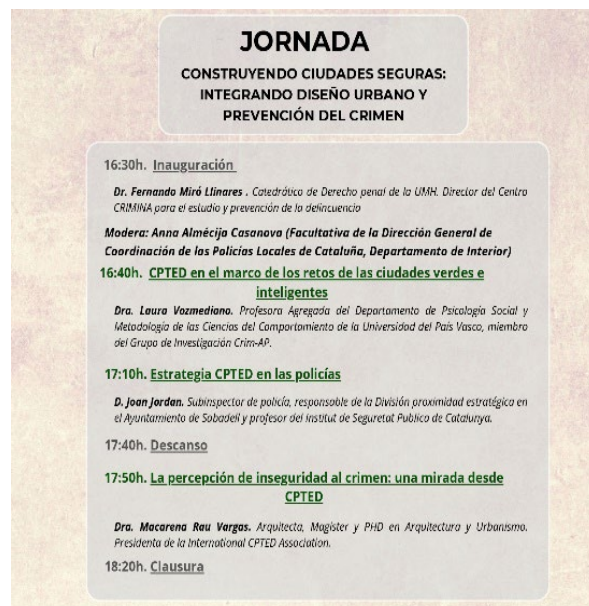 JORNADA
CONSTRUYENDO CIUDADES SEGURAS:
INTEGRANDO DISEÑO URBANO Y
PREVENCIÓN DEL CRIMEN
16:30h. Inauguración
Dr. Fernando Miró Llinares . Catedrático de Derecho penal de la UMH. Director del Centro
CRIMINA para el estudio y prevención de la delincuencia
Modera: Anna Almécija Casanova (Facultativa de la Dirección General de
Coordinación de las Policías Locales de Cataluña, Departamento de Interior)
16:40h. CPTED en el marco de los retos de las ciudades verdes e
inteligentes
Dra. Laura Vozmediano. Profesora Agregada del Departamento de Psicología Social y
Metodología de las Ciencias del Comportamiento de la Universidad del País Vasco, miembro
del Grupo de Investigación Crim-AP.
17:10h. Estrategia CPTED en las policías
D. Joan Jordan. Subinspector de policía, responsable de la División proximidad estratégica en
el Ayuntamiento de Sabadell y profesor del Institut de Seguretat Publica de Catalunya.
17:40h. Descanso
17:50h. La percepción de inseguridad al crimen: una mirada desde
CPTED
Dra. Macarena Rau Vargas. Arquitecta, Magíster y PHD en Arquitectura y Urbanismo.
Presidenta de la International CPTED Association.
18:20h. Clausura